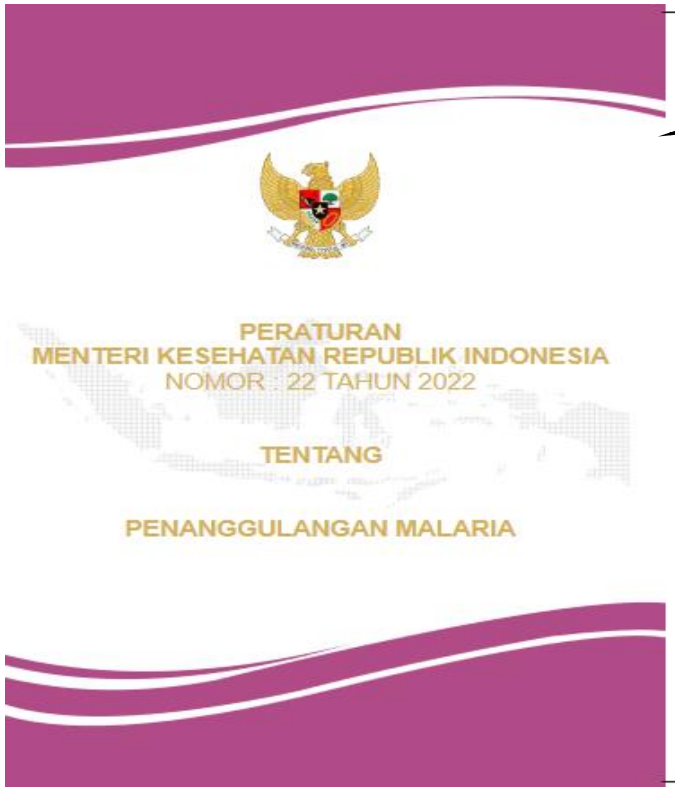 PERATURAN
MENTERI KESEHATAN REPUBLIK INDONESIA
NOMOR : 22 TAHUN 2022
TENTANG
PENANGGULANGAN MALARIA